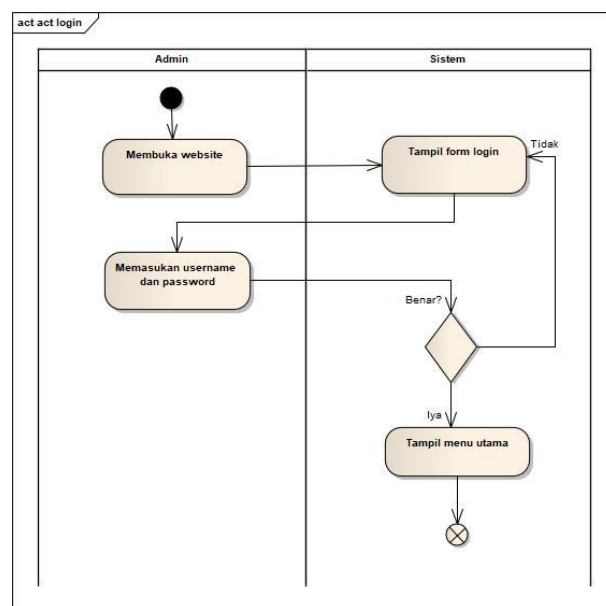 act act login
Admin
Sistem
Membuka website
Tampil form login
Tidak
Memasukan username
dan password
Benar?
Iya
Tampil menu utama